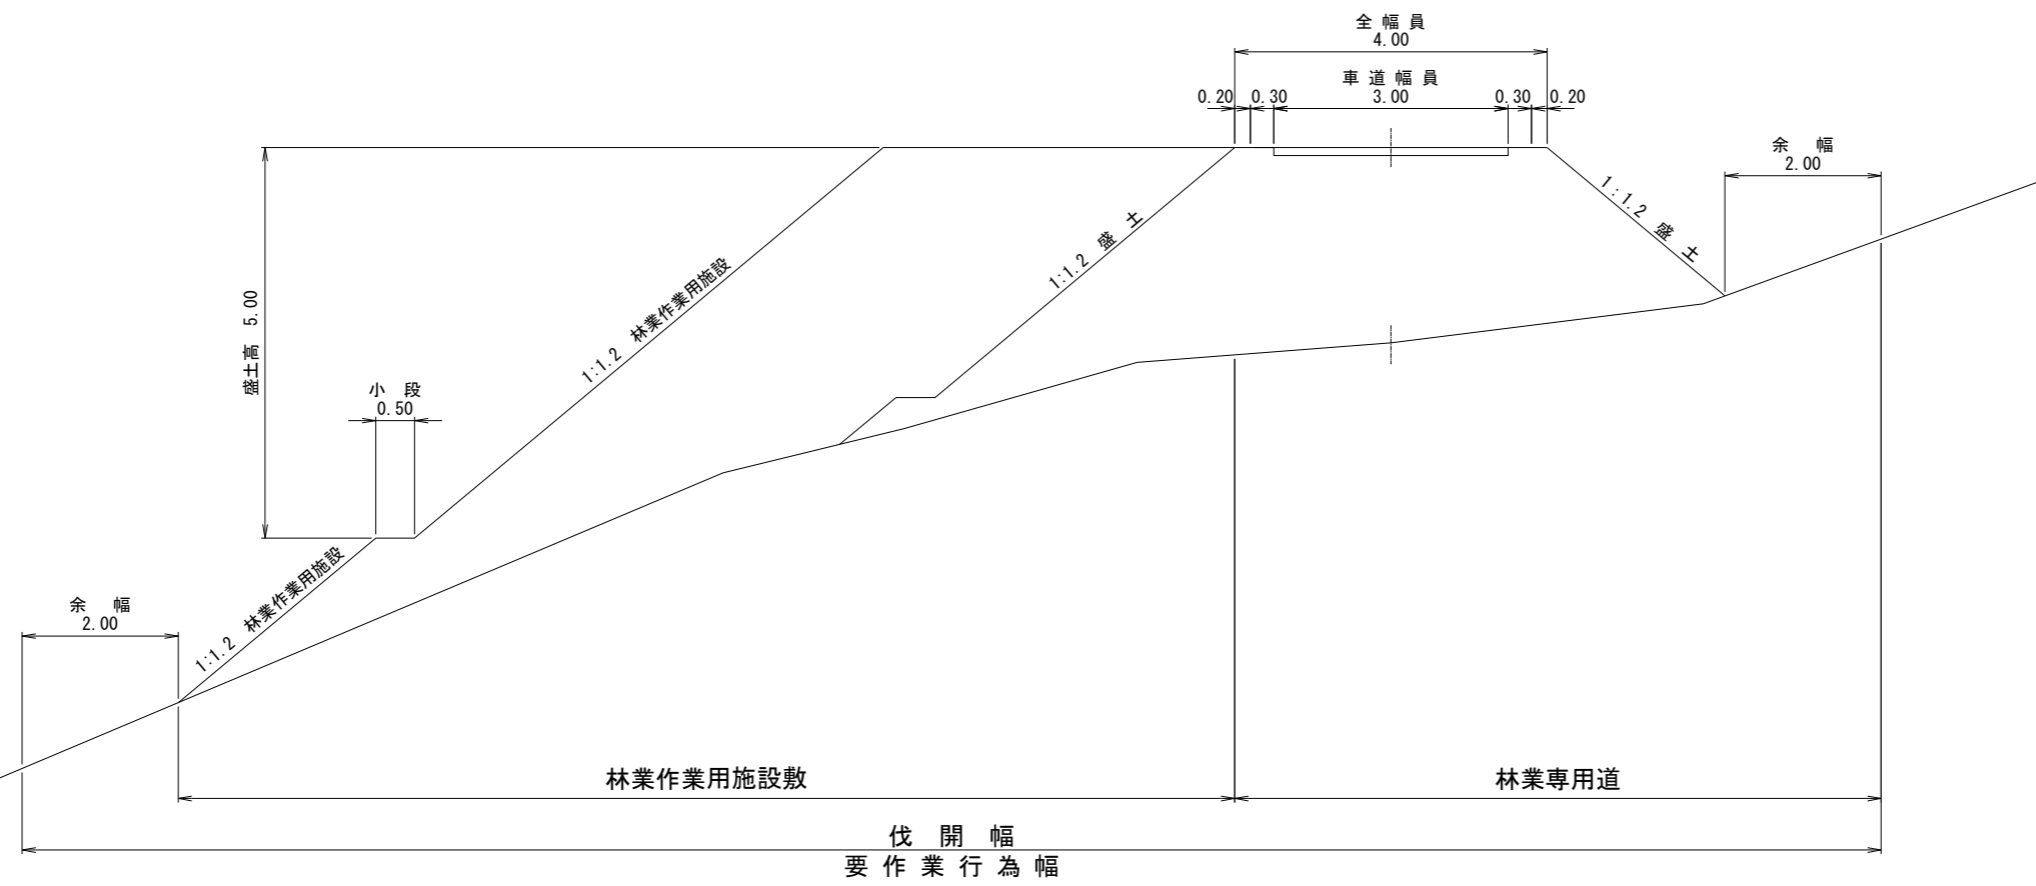 全幅員
4.00
車道幅員
0.20 0.30 3.00 0.30 0.20
余 幅
2.00
1:1.2 盛 土
1:1.2 盛 土
1:1.2 林業作業用施設
盛土高 5.00
小 段
0.50
1:1.2 林業作業用施設
余 幅
2.00
林業作業用施設敷
林業専用道
伐 開 幅
要作業行為幅